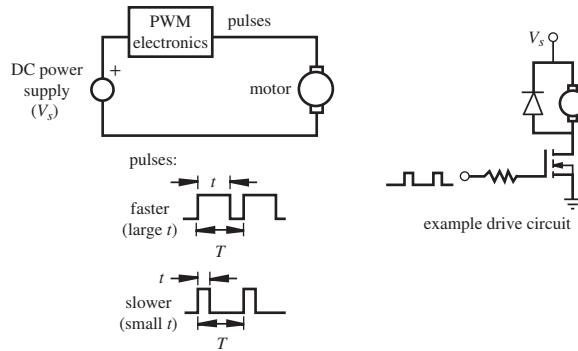 PWM
electronics
pulses
DC power
supply
(Vs)
+
motor
pulses:
t
faster
(large t)
T
t
slower
(small t)
T
Vs
example drive circuit